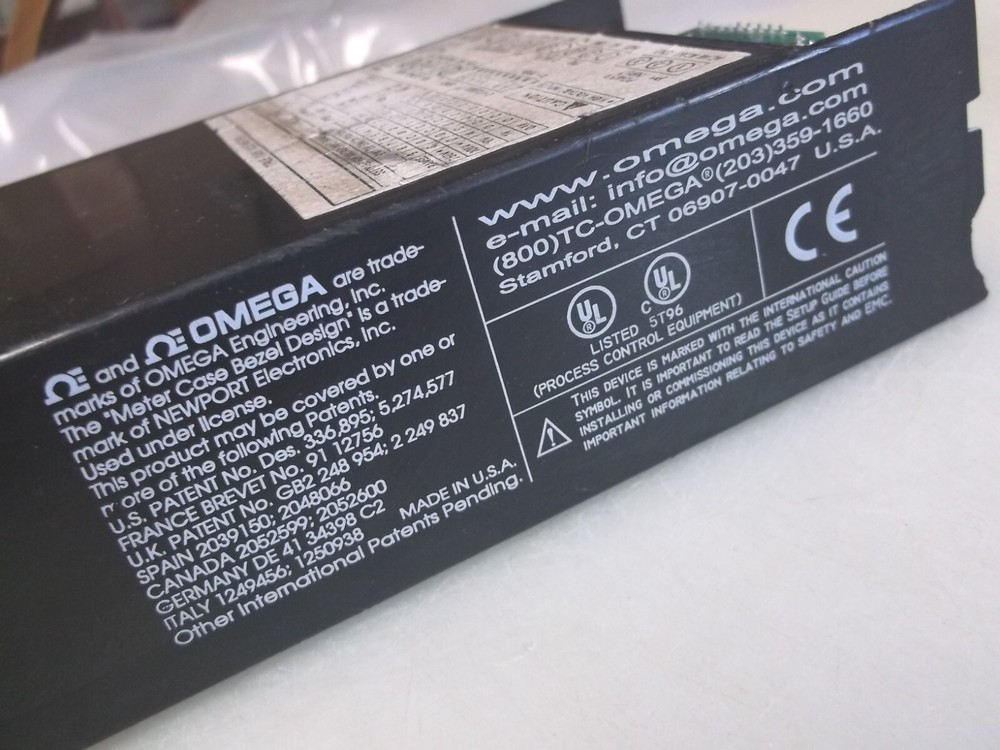 ΩE and ΩE OMEGA are trade-
marks of OMEGA Engineering, Inc.
The "Meter Case Bezel Design" is a trade-
mark of NEWPORT Electronics, Inc.
Used under license.
This product may be covered by one or
more of the following Patents.
U.S. PATENT No. Des. 336,895; 5,274,577
FRANCE BREVET No. 91 12756
U.K. PATENT No. GB2 248 954; 2 249 837
SPAIN 2039150; 2048066
CANADA 2052599; 2052600
GERMANY DE 41 34398 C2
ITALY 1249456; 1250938 MADE IN U.S.A.
Other International Patents Pending.
www.omega.com
e-mail: info@omega.com
(800)TC-OMEGA® (203)359-1660
Stamford, CT 06907-0047 U.S.A.
UL ® C UL ®
LISTED 5T96
(PROCESS CONTROL EQUIPMENT)
CE
THIS DEVICE IS MARKED WITH THE INTERNATIONAL CAUTION
SYMBOL. IT IS IMPORTANT TO READ THE SETUP GUIDE BEFORE
INSTALLING OR COMMISSIONING THIS DEVICE AS IT CONTAINS
IMPORTANT INFORMATION RELATING TO SAFETY AND EMC.